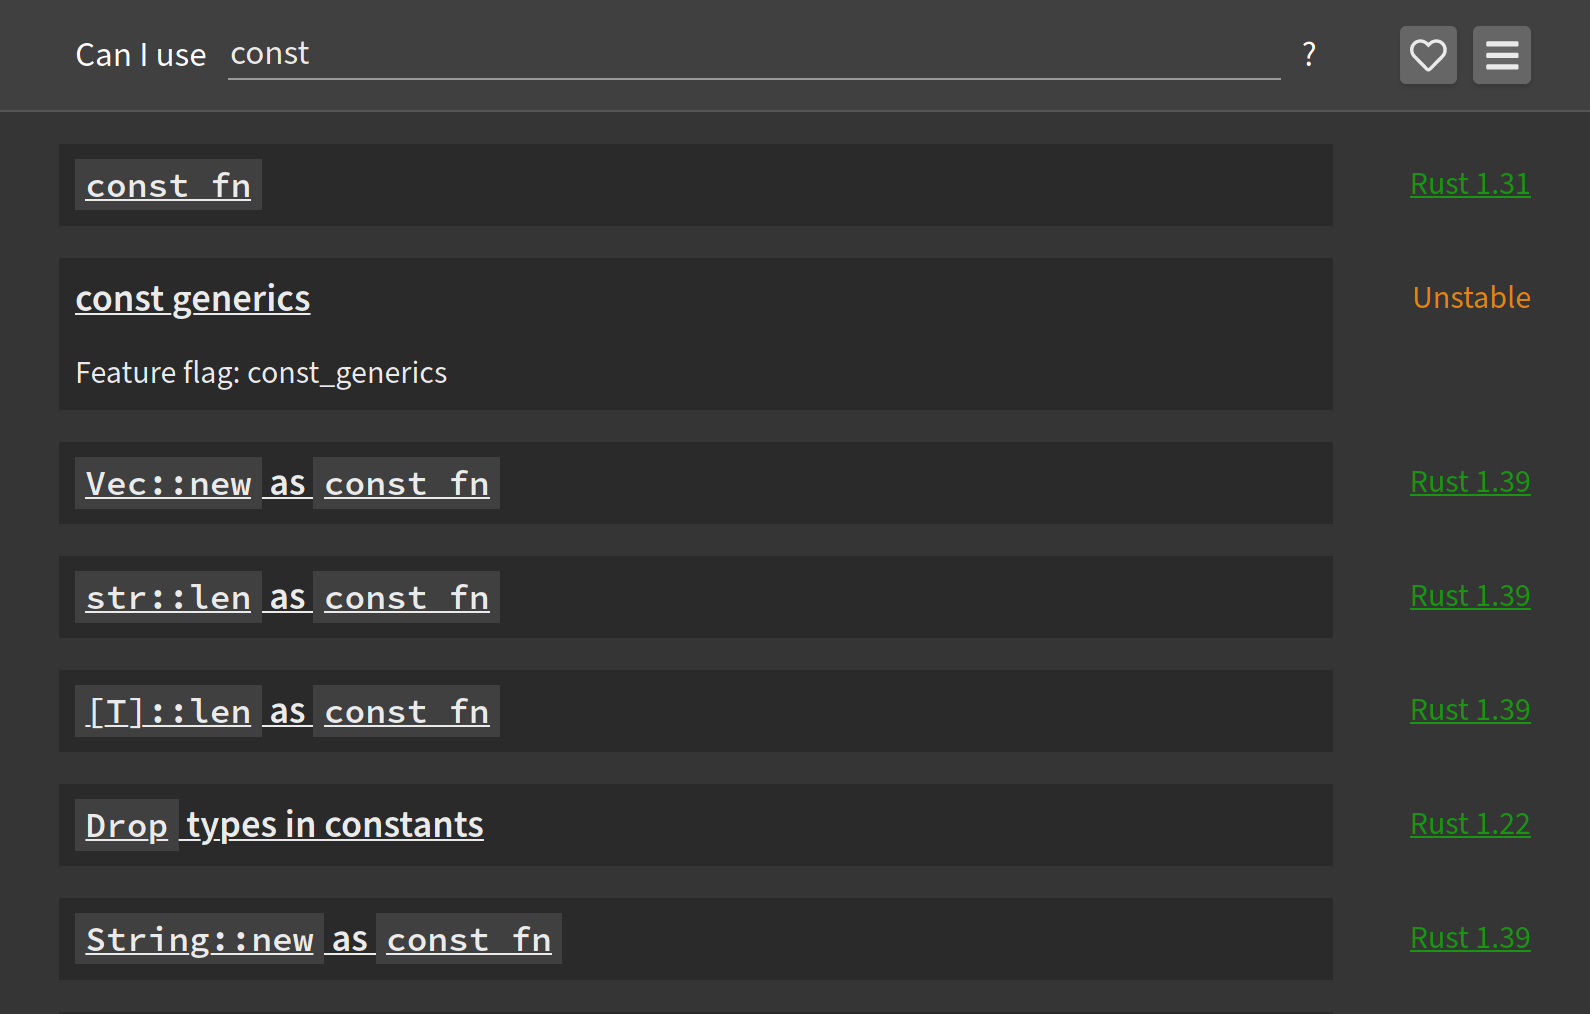 Can I use const ?
const fn Rust 1.31
const generics Unstable
Feature flag: const_generics
Vec::new as const fn Rust 1.39
str::len as const fn Rust 1.39
[T]::len as const fn Rust 1.39
Drop types in constants Rust 1.22
String::new as const fn Rust 1.39